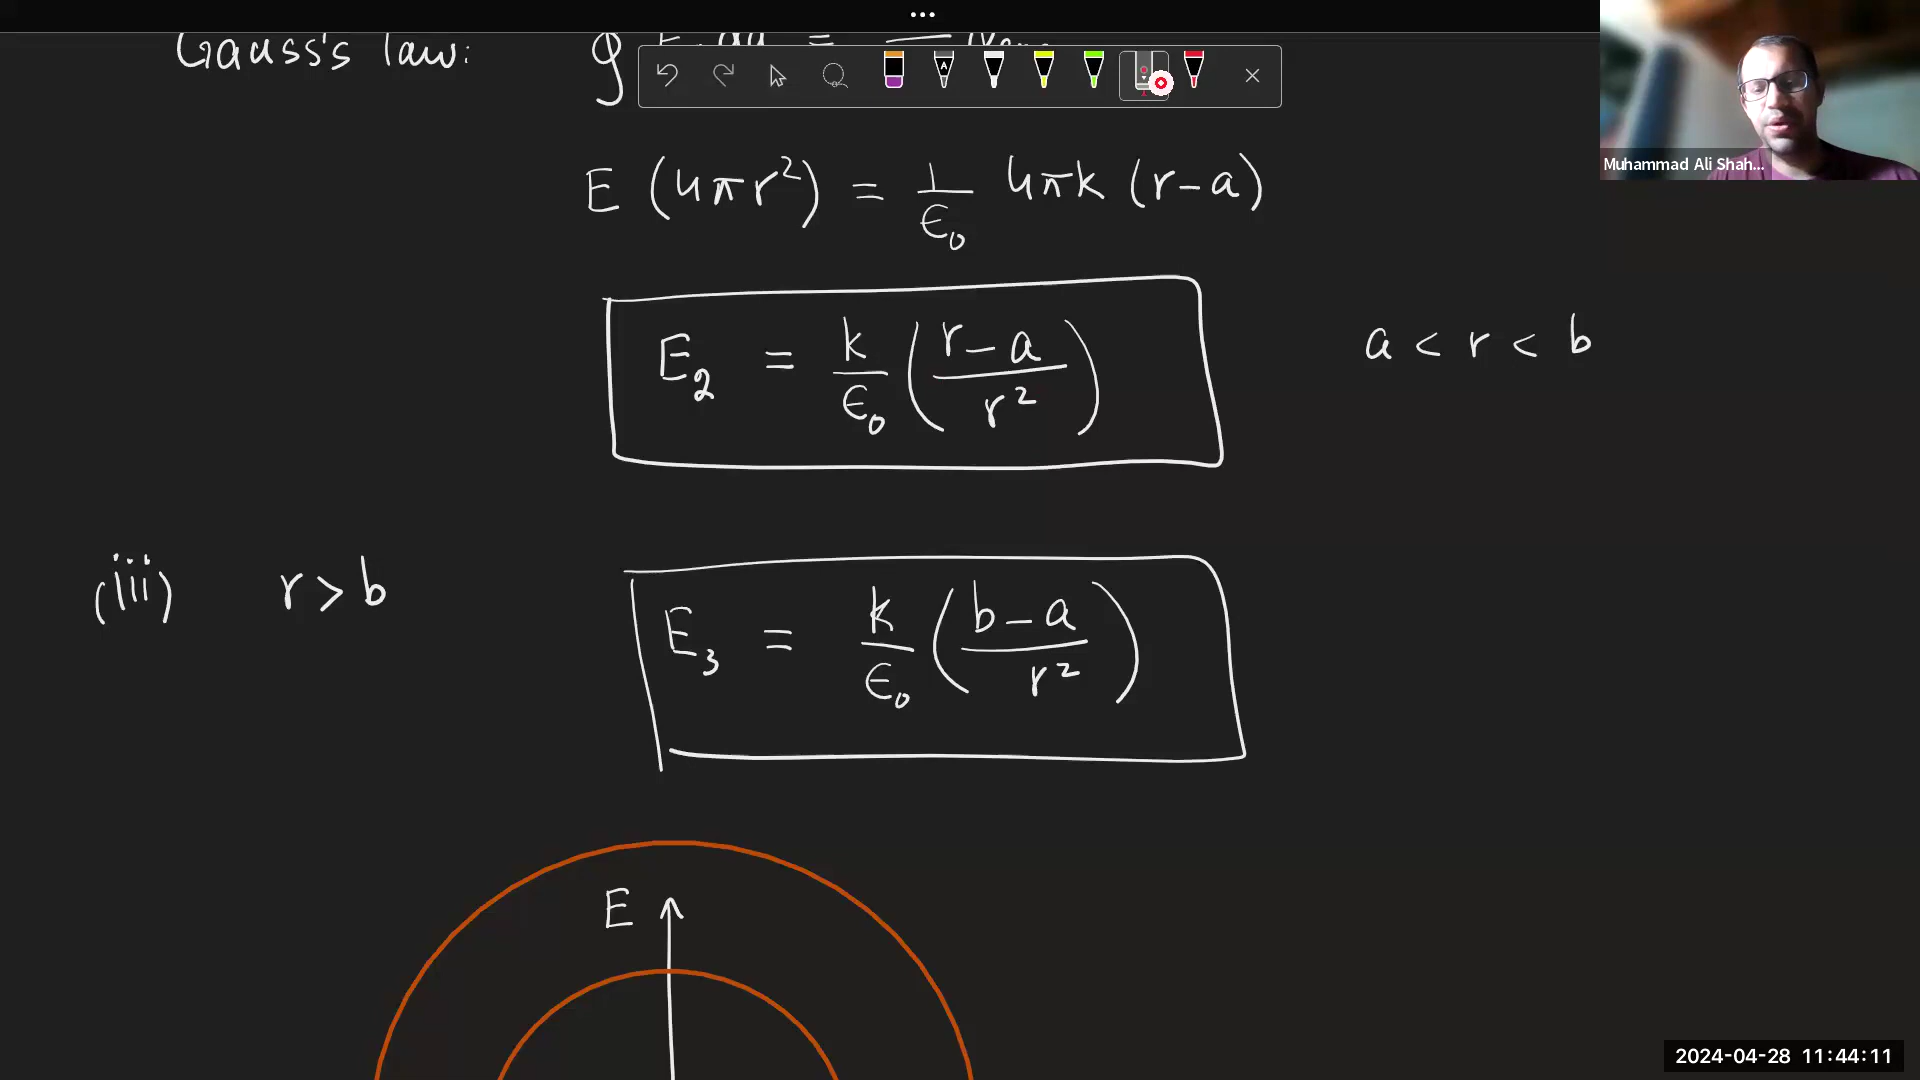 ...
Muhammad Ali Shah...
Gauss's law:
E (4πr²) = 1/ε₀ 4πk (r-a)
E₂ = k/ε₀ ((r-a)/r²) a < r < b
(iii) r > b E₃ = k/ε₀ ((b-a)/r²)
E
2024-04-28 11:44:11